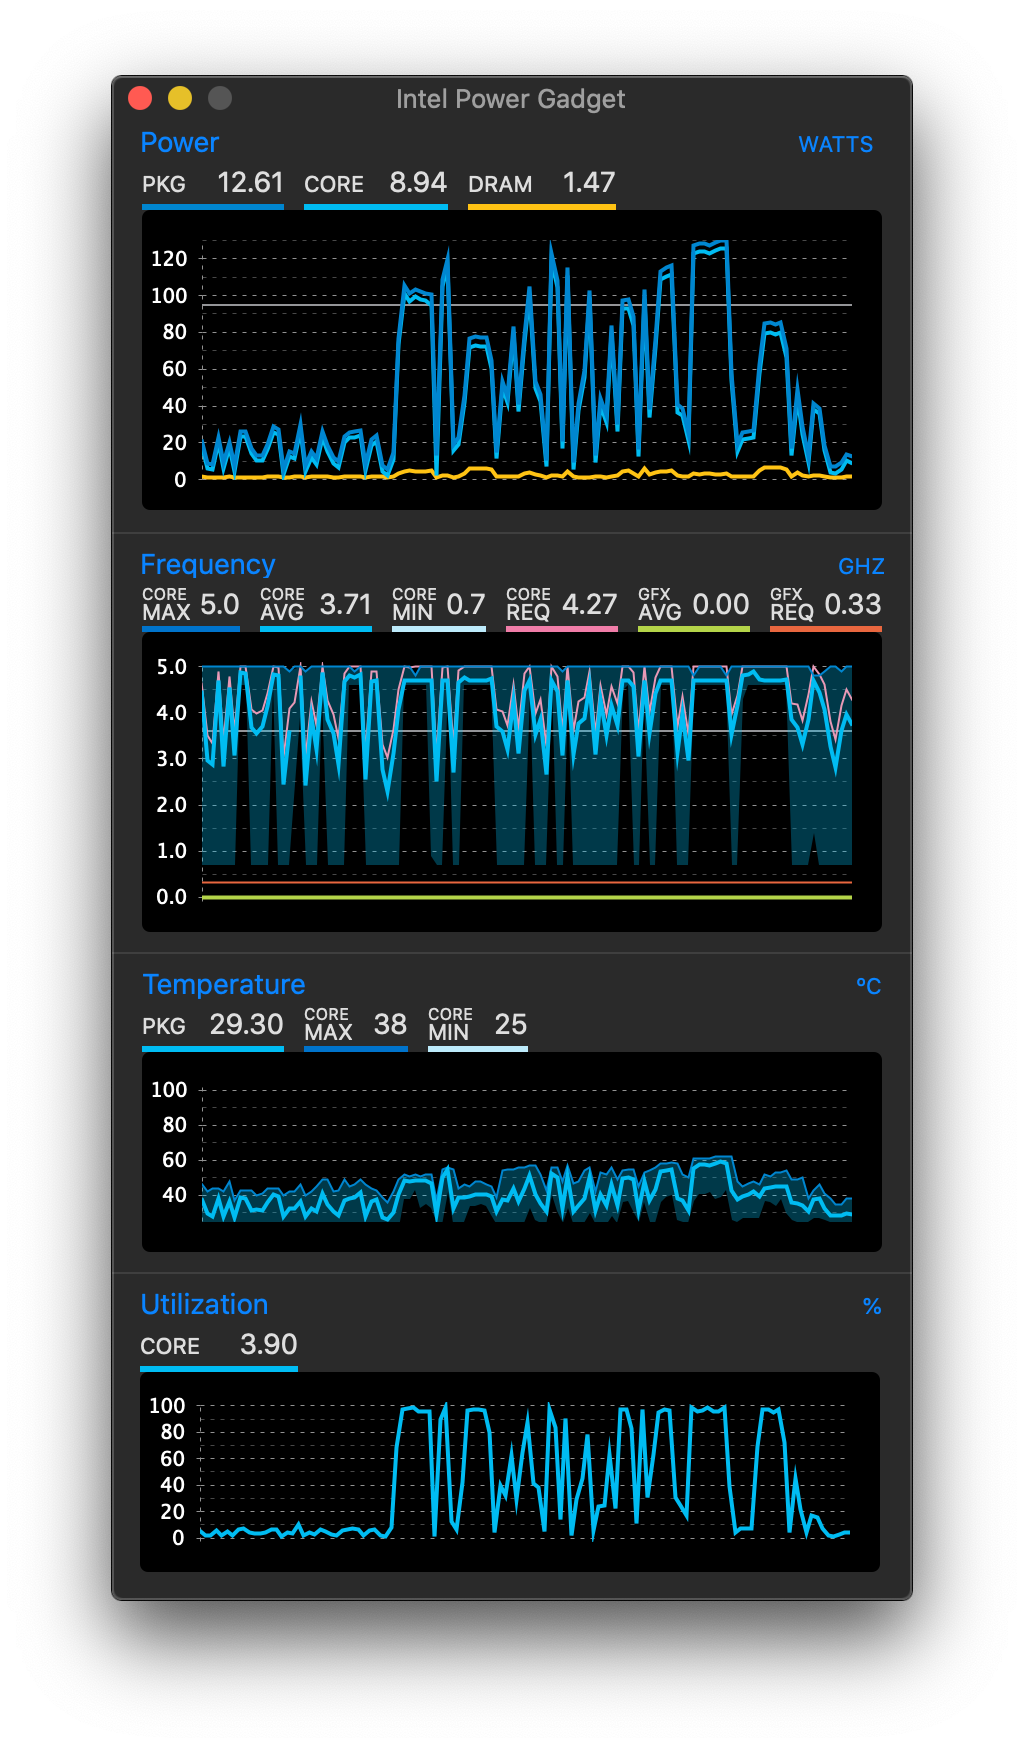 Intel Power Gadget
Power WATTS
PKG 12.61 CORE 8.94 DRAM 1.47
120
100
80
60
40
20
0
Frequency GHZ
CORE MAX 5.0 CORE AVG 3.71 CORE MIN 0.7 CORE REQ 4.27 GFX AVG 0.00 GFX REQ 0.33
5.0
4.0
3.0
2.0
1.0
0.0
Temperature ºC
PKG 29.30 CORE MAX 38 CORE MIN 25
100
80
60
40
Utilization %
CORE 3.90
100
80
60
40
20
0